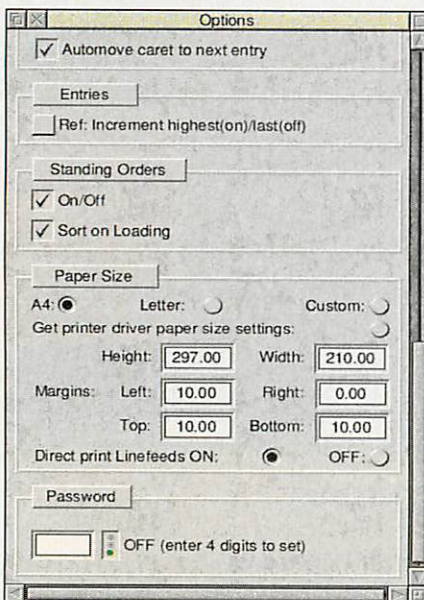 Options
Automove caret to next entry
Entries
Ref: Increment highest(on)/last(off)
Standing Orders
On/Off
Sort on Loading
Paper Size
A4: Letter: Custom:
Get printer driver paper size settings:
Height: 297.00 Width: 210.00
Margins: Left: 10.00 Right: 0.00
Top: 10.00 Bottom: 10.00
Direct print Linefeeds ON: OFF:
Password
OFF (enter 4 digits to set)